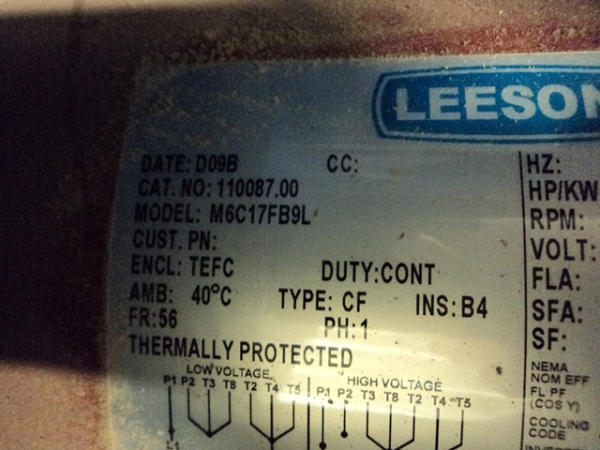 LEESON
DATE: D09B CC:
CAT. NO: 110087.00
MODEL: M6C17FB9L
CUST. PN:
ENCL: TEFC DUTY:CONT
AMB: 40°C TYPE: CF INS:B4
FR:56 PH:1
THERMALLY PROTECTED
LOW VOLTAGE HIGH VOLTAGE
P1 P2 T3 T8 T2 T4 T5 P1 P2 T3 T8 T2 T4 T5
L1
HZ:
HP/KW
RPM:
VOLT:
FLA:
SFA:
SF:
NEMA
NOM EFF
FL PF
(COS Y)
COOLING
CODE